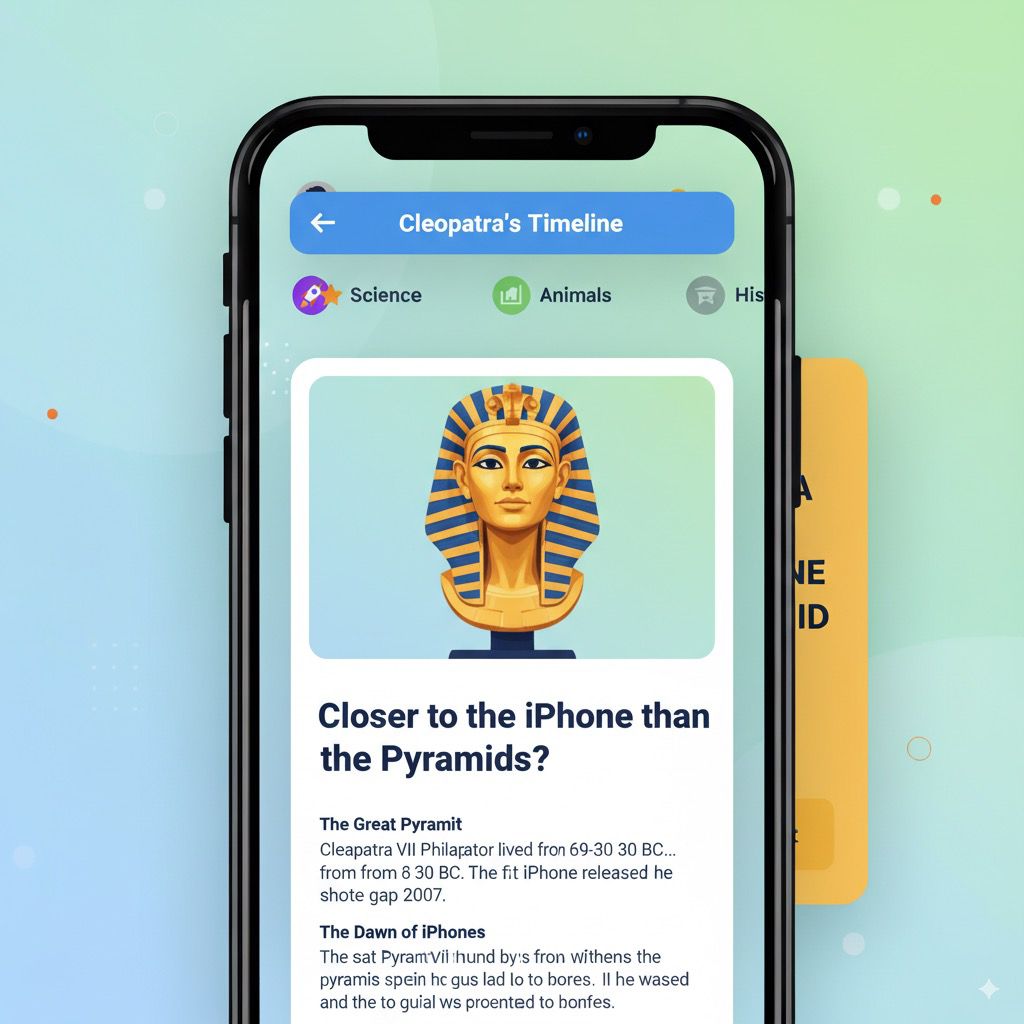 Cleopatra's Timeline
Science
Animals
His
A
NE
ID
Closer to the iPhone than
the Pyramids?
The Great Pyramit
Cleapatra VII Philapator lived fron 69-30 30 BC...
from from 8 30 BC. The fit iPhone released he
shote gap 2007.
The Dawn of iPhones
The sat PyramVil hund by's fron withens the
pyramis spein hc gus lad lo to bores. Il he wased
and the to guial ws proented to bonfes.